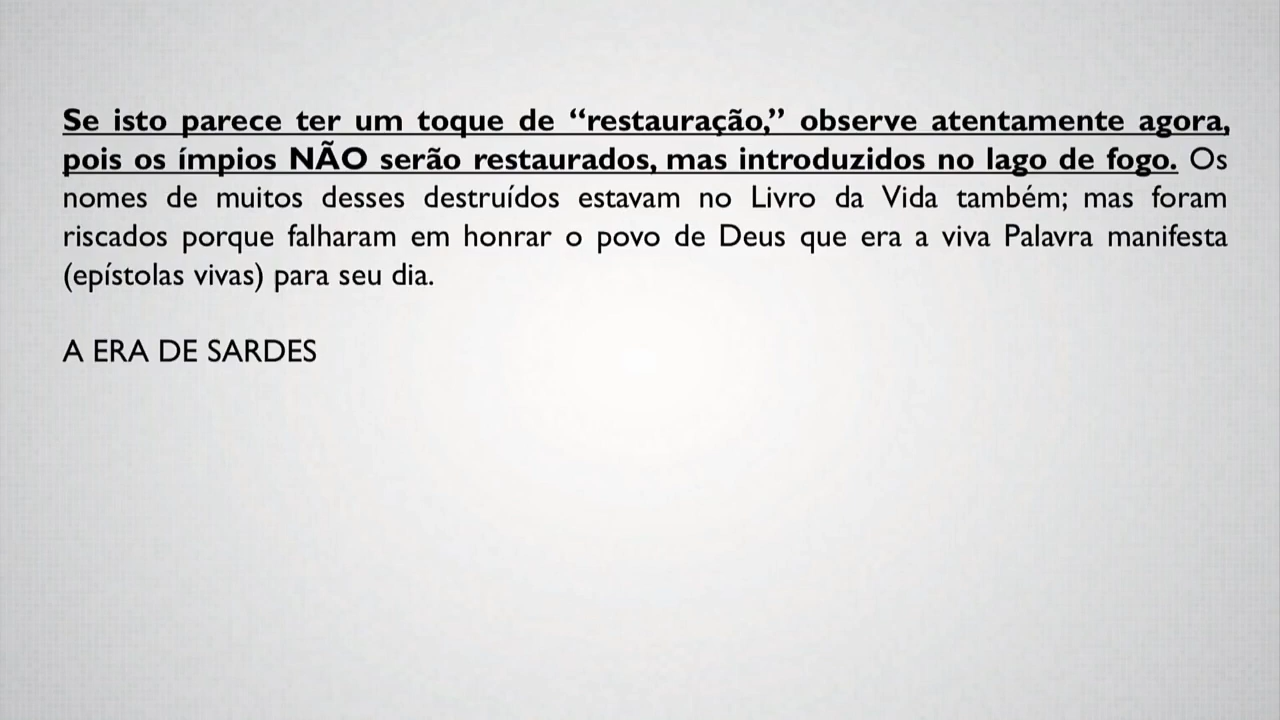 Se isto parece ter um toque de “restauração,” observe atentamente agora,
pois os ímpios NÃO serão restaurados, mas introduzidos no lago de fogo. Os
nomes de muitos desses destruídos estavam no Livro da Vida também; mas foram
riscados porque falharam em honrar o povo de Deus que era a viva Palavra manifesta
(epístolas vivas) para seu dia.
A ERA DE SARDES